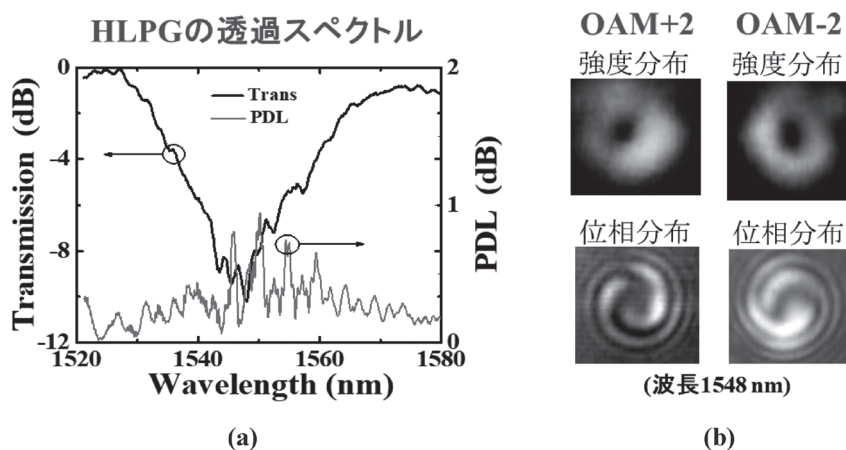 HLPGの透過スペクトル
Transmission (dB)
0
-4
-8
-12
Trans
PDL
2
1
0
PDL (dB)
1520
1540
1560
1580
Wavelength (nm)
(a)
OAM+2
OAM-2
強度分布
強度分布
位相分布
位相分布
(波長1548 nm)
(b)